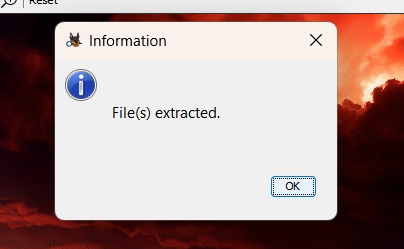 Reset
Information
File(s) extracted.
OK